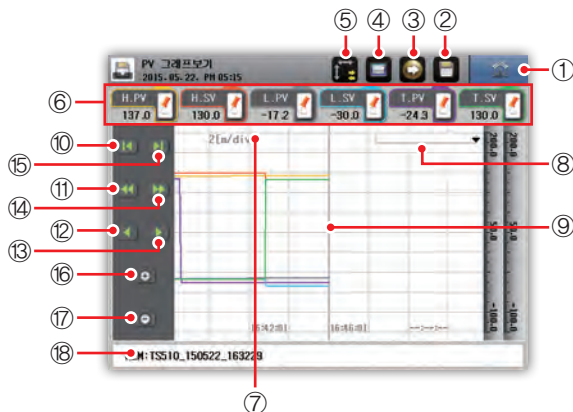 ⑤ ④ ③ ②
PV 그래프보기
2015.05.22. PM 05:15
①
⑥
H.PV H.SV L.PV L.SV T.PV T.SV
137.0 130.0 -17.2 -30.0 -24.3 130.0
⑩
⑮
⑪
⑭
⑫
⑬
⑯
⑰
⑱
2[m/div
⑧
⑨
200.0 200.0
50.0 50.0
-100.0 -100.0
16:42:01 16:46:01 --:--:--
M:TS510_150522_163229
⑦